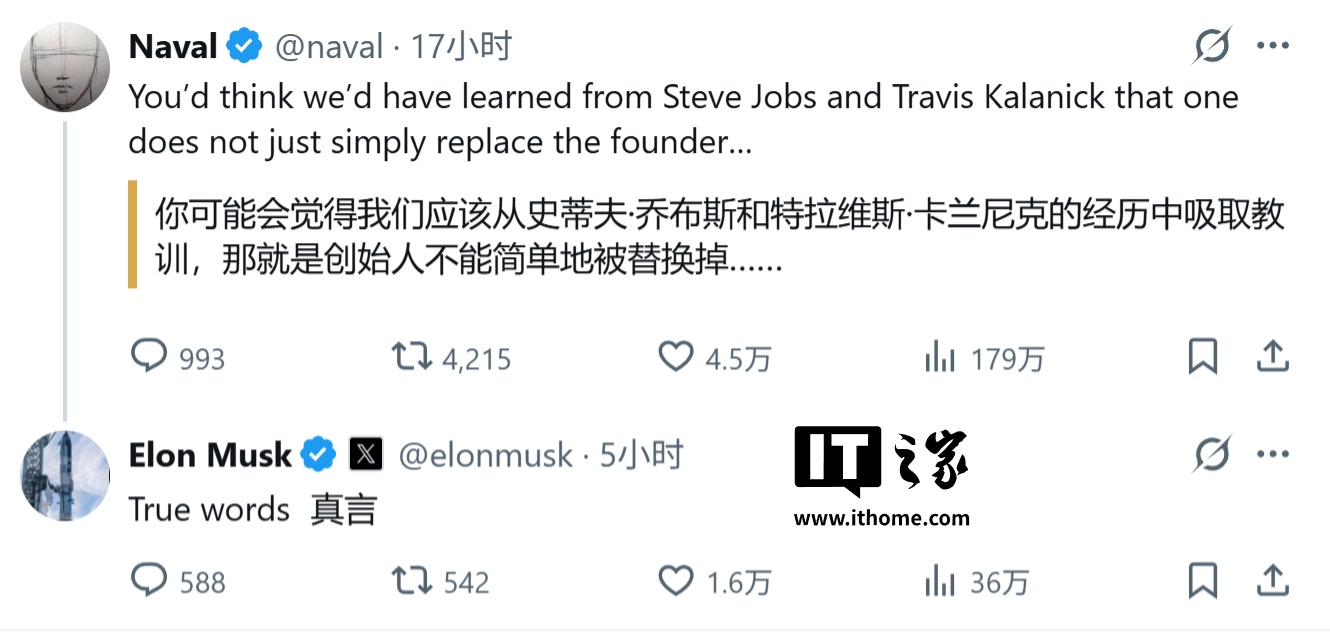 Naval @naval · 17小时
You’d think we’d have learned from Steve Jobs and Travis Kalanick that one
does not just simply replace the founder...
你可能会觉得我们应该从史蒂夫·乔布斯和特拉维斯·卡兰尼克的经历中吸取教
训，那就是创始人不能简单地被替换掉......
993 4,215 4.5万 179万
Elon Musk X @elonmusk · 5小时
True words 真言
IT之家
www.ithome.com
588 542 1.6万 36万